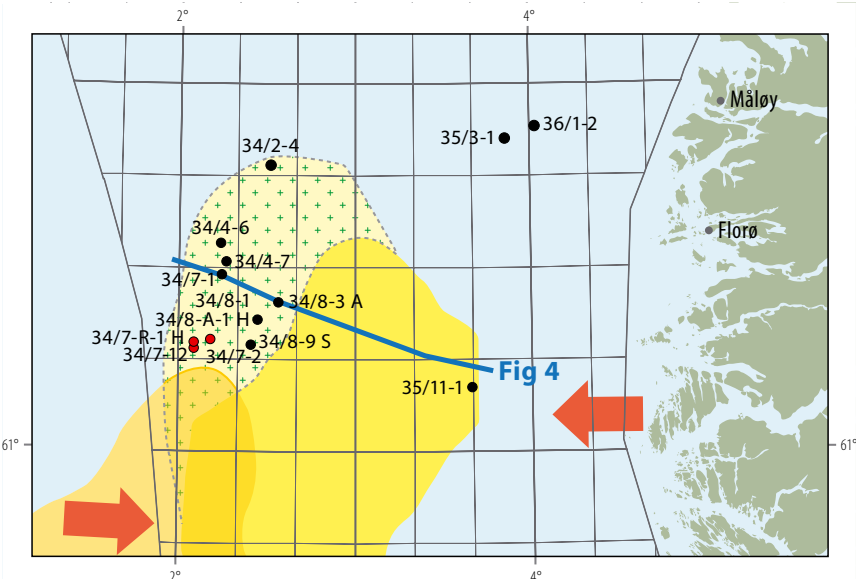 2°
4°
Måløy
36/1-2
35/3-1
34/2-4
34/4-6
Florø
34/4-7
34/7-1
34/8-1
34/8-3 A
34/8-A-1 H
34/7-R-1 H
34/8-9 S
34/7-12
34/7-2
Fig 4
35/11-1
61°
61°
2°
4°